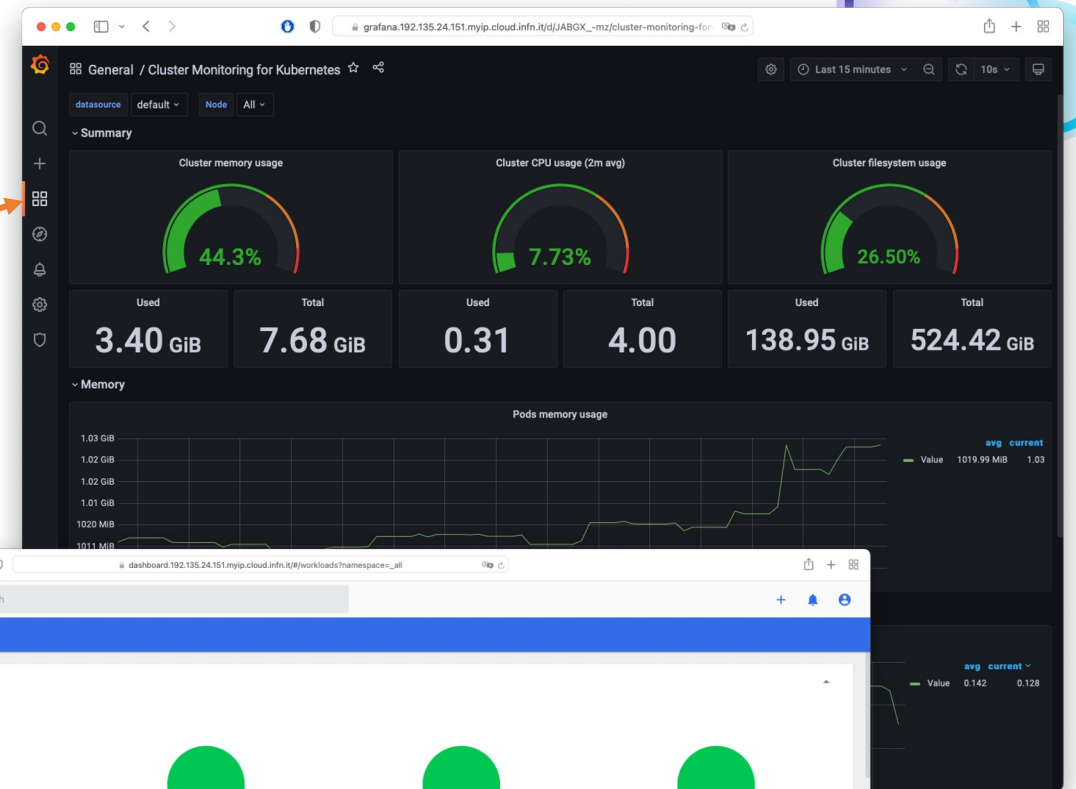 grafana.192.135.24.151.myip.cloud.infn.it/d/JABGX_-mz/cluster-monitoring-for-
General / Cluster Monitoring for Kubernetes
Last 15 minutes
10s
datasource default Node All
Summary
Cluster memory usage
Cluster CPU usage (2m avg)
Cluster filesystem usage
44.3%
7.73%
26.50%
Used Total Used Total Used Total
3.40 GiB 7.68 GiB 0.31 4.00 138.95 GiB 524.42 GiB
Memory
Pods memory usage
1.03 GiB
1.02 GiB
1.02 GiB
1.01 GiB
1020 MiB
1011 MiB
avg current
Value 1019.99 MiB 1.03
dashboard.192.135.24.151.myip.cloud.infn.it/#/workloads?namespace=_all
avg current
Value 0.142 0.128